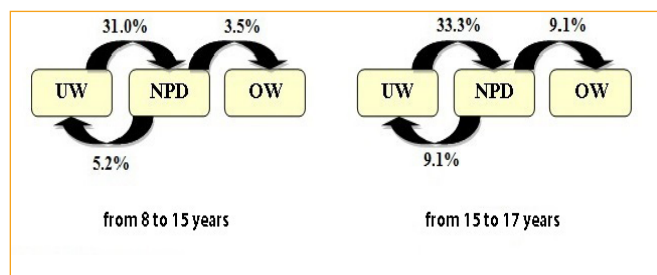 31.0% 3.5% 33.3% 9.1%
UW NPD OW UW NPD OW
5.2% 9.1%
from 8 to 15 years from 15 to 17 years